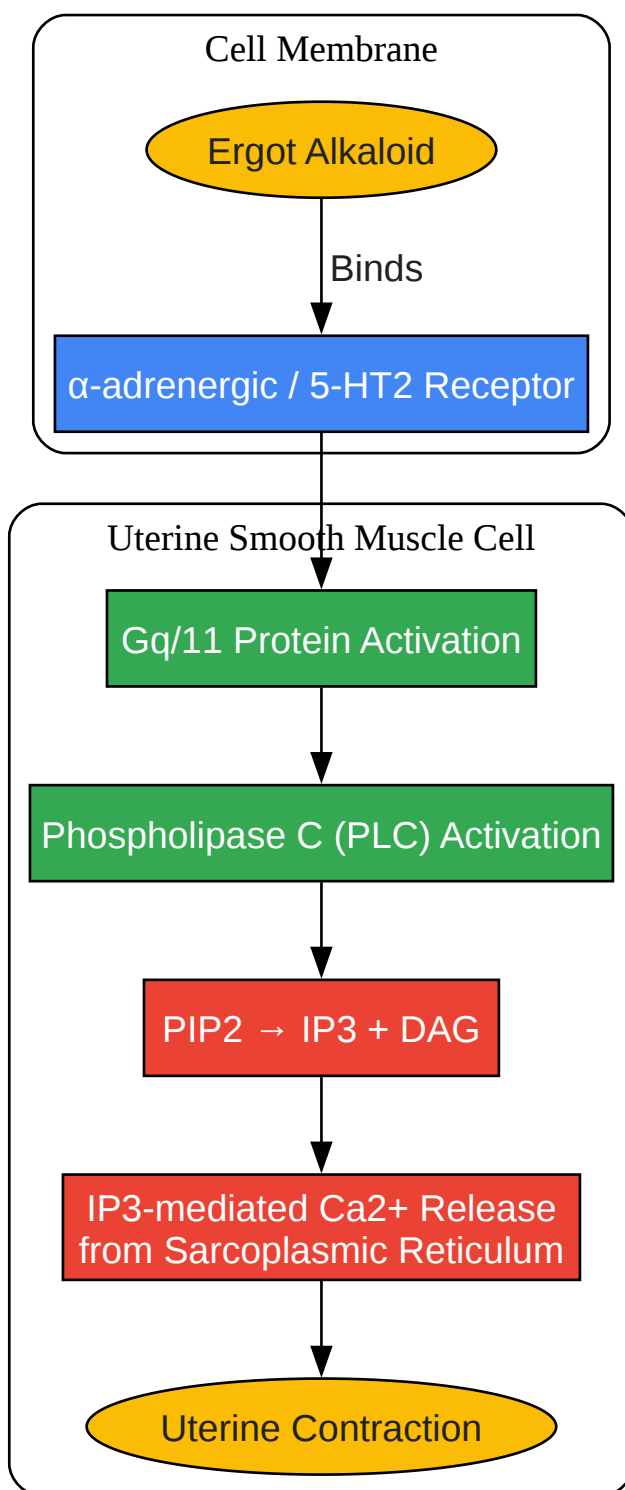 Cell Membrane
Ergot Alkaloid
Binds
α-adrenergic / 5-HT2 Receptor
Uterine Smooth Muscle Cell
Gq/11 Protein Activation
Phospholipase C (PLC) Activation
PIP2 → IP3 + DAG
IP3-mediated Ca2+ Release
from Sarcoplasmic Reticulum
Uterine Contraction